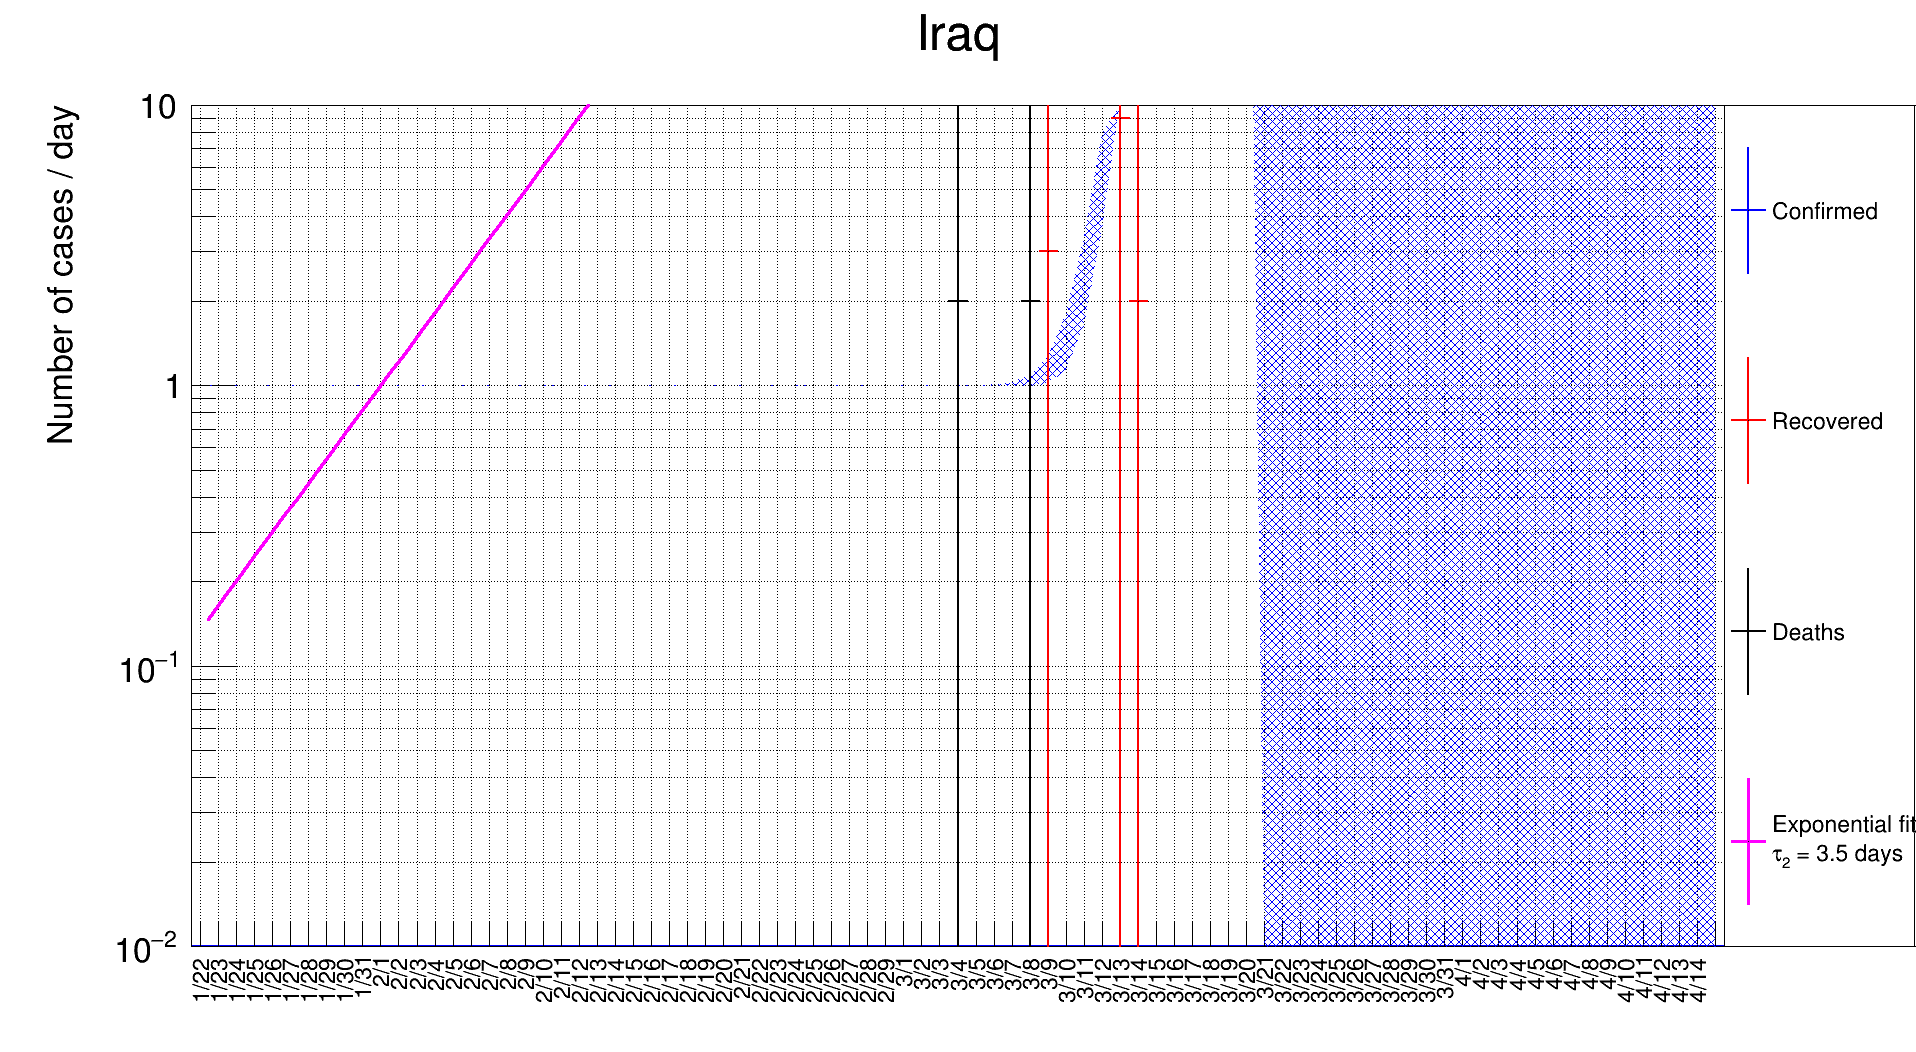 Iraq
Number of cases / day
10
1
10⁻¹
10⁻²
1/22 1/23 1/24 1/25 1/26 1/27 1/28 1/29 1/30 1/31 2/1 2/2 2/3 2/4 2/5 2/6 2/7 2/8 2/9 2/10 2/11 2/12 2/13 2/14 2/15 2/16 2/17 2/18 2/19 2/20 2/21 2/22 2/23 2/24 2/25 2/26 2/27 2/28 2/29 3/1 3/2 3/3 3/4 3/5 3/6 3/7 3/8 3/9 3/10 3/11 3/12 3/13 3/14 3/15 3/16 3/17 3/18 3/19 3/20 3/21 3/22 3/23 3/24 3/25 3/26 3/27 3/28 3/29 3/30 3/31 4/1 4/2 4/3 4/4 4/5 4/6 4/7 4/8 4/9 4/10 4/11 4/12 4/13 4/14
Confirmed
Recovered
Deaths
Exponential fit
τ₂ = 3.5 days